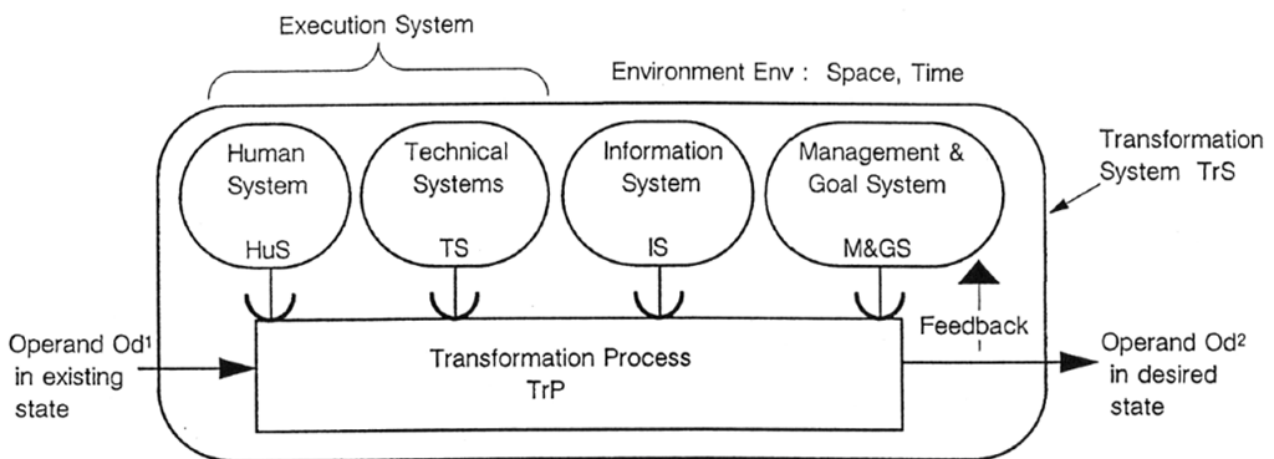 Execution System
Environment Env : Space, Time
Human
System
HuS
Technical
Systems
TS
Information
System
IS
Management &
Goal System
M&GS
Transformation
System TrS
Feedback
Operand Od¹
in existing
state
Transformation Process
TrP
Operand Od²
in desired
state